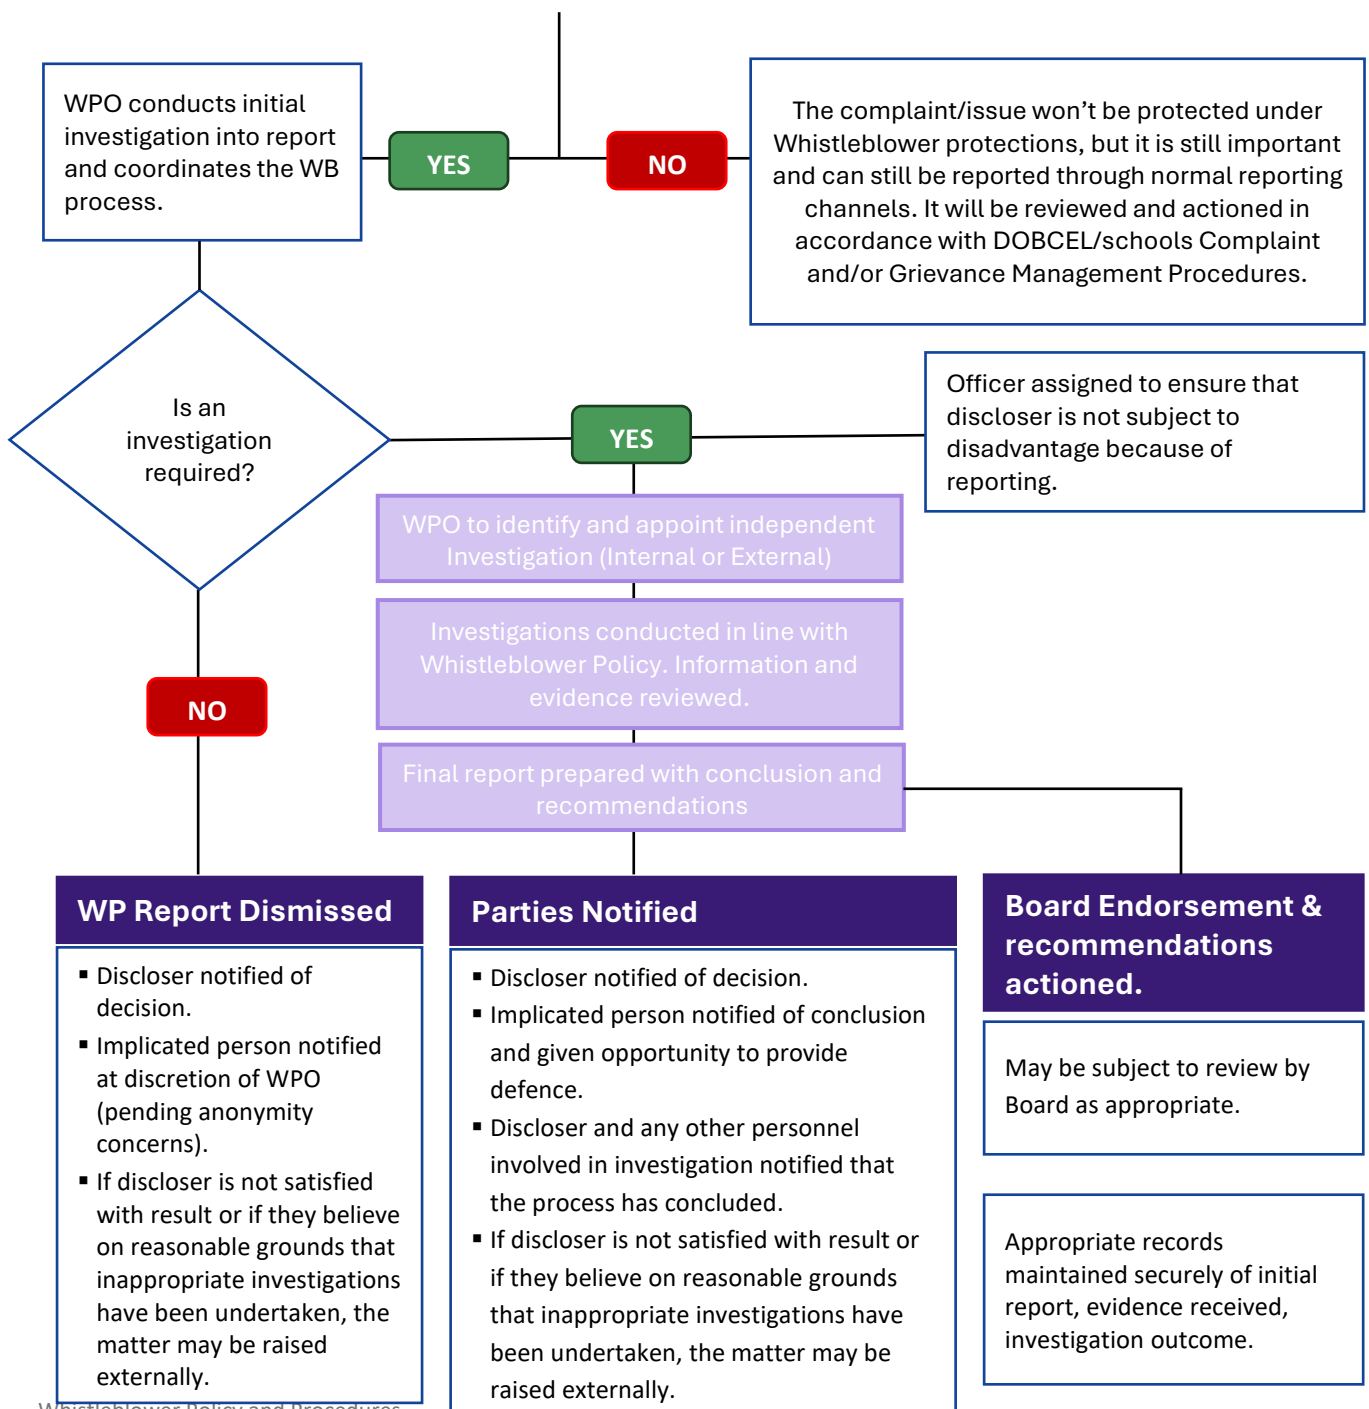 WPO conducts initial
investigation into report
and coordinates the WB
process.
YES
NO
The complaint/issue won’t be protected under
Whistleblower protections, but it is still important
and can still be reported through normal reporting
channels. It will be reviewed and actioned in
accordance with DOBCEL/schools Complaint
and/or Grievance Management Procedures.
Is an
investigation
required?
YES
Officer assigned to ensure that
discloser is not subject to
disadvantage because of
reporting.
WPO to identify and appoint independent
Investigation (Internal or External)
Investigations conducted in line with
Whistleblower Policy. Information and
evidence reviewed.
NO
Final report prepared with conclusion and
recommendations
WP Report Dismissed
▪ Discloser notified of
decision.
▪ Implicated person notified
at discretion of WPO
(pending anonymity
concerns).
▪ If discloser is not satisfied
with result or if they believe
on reasonable grounds that
inappropriate investigations
have been undertaken, the
matter may be raised
externally.
Parties Notified
▪ Discloser notified of decision.
▪ Implicated person notified of conclusion
and given opportunity to provide
defence.
▪ Discloser and any other personnel
involved in investigation notified that
the process has concluded.
▪ If discloser is not satisfied with result or
if they believe on reasonable grounds
that inappropriate investigations have
been undertaken, the matter may be
raised externally.
Board Endorsement &
recommendations
actioned.
May be subject to review by
Board as appropriate.
Appropriate records
maintained securely of initial
report, evidence received,
investigation outcome.
Whistleblower Policy and Procedures